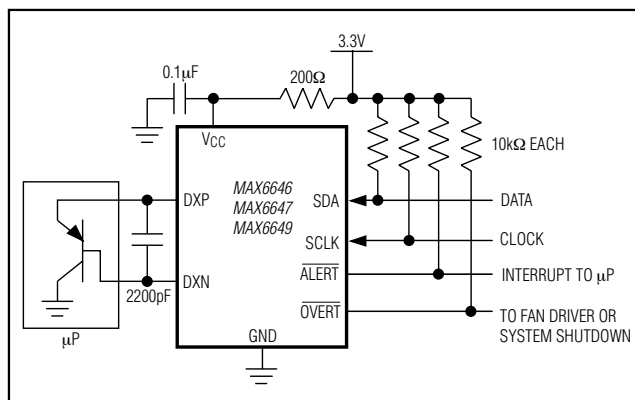 3.3V
0.1μF
200Ω
VCC
10kΩ EACH
MAX6646
MAX6647
MAX6649
DXP
SDA
DATA
SCLK
CLOCK
ALERT
INTERRUPT TO μP
DXN
2200pF
OVERT
TO FAN DRIVER OR
SYSTEM SHUTDOWN
GND
μP